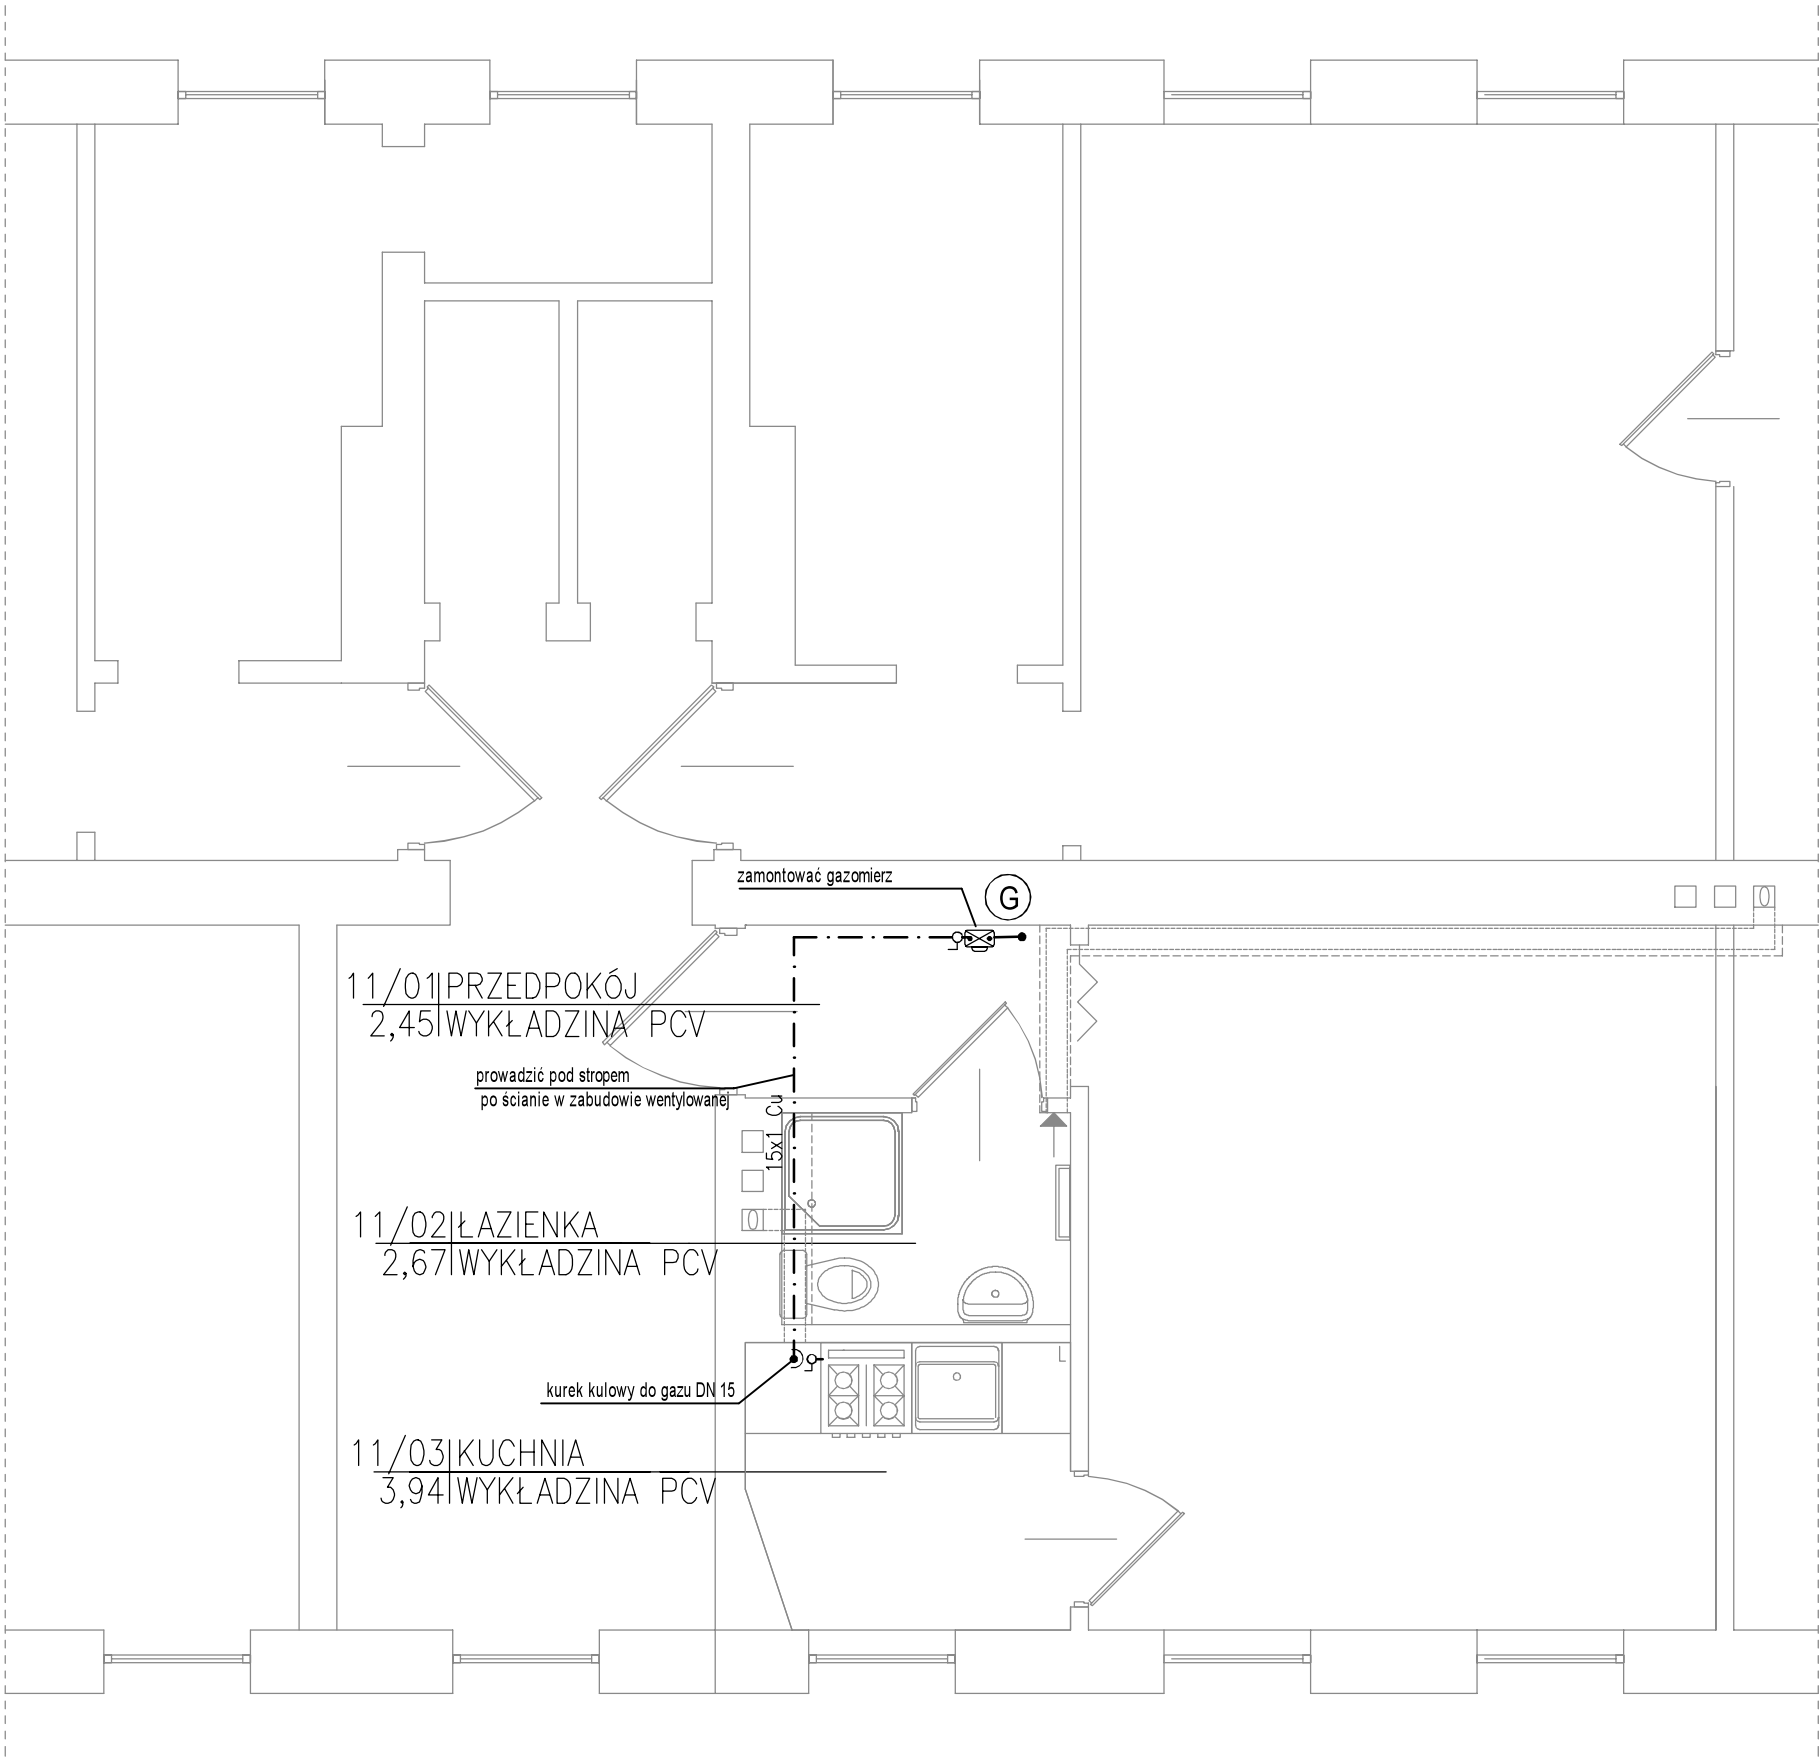 zamontować gazomierz
G
11/01 PRZEDPOKÓJ
2,45 WYKŁADZINA PCV
prowadzić pod stropem
po ścianie w zabudowie wentylowanej
15x1 Cu
11/02 ŁAZIENKA
2,67 WYKŁADZINA PCV
kurek kulowy do gazu DN 15
11/03 KUCHNIA
3,94 WYKŁADZINA PCV